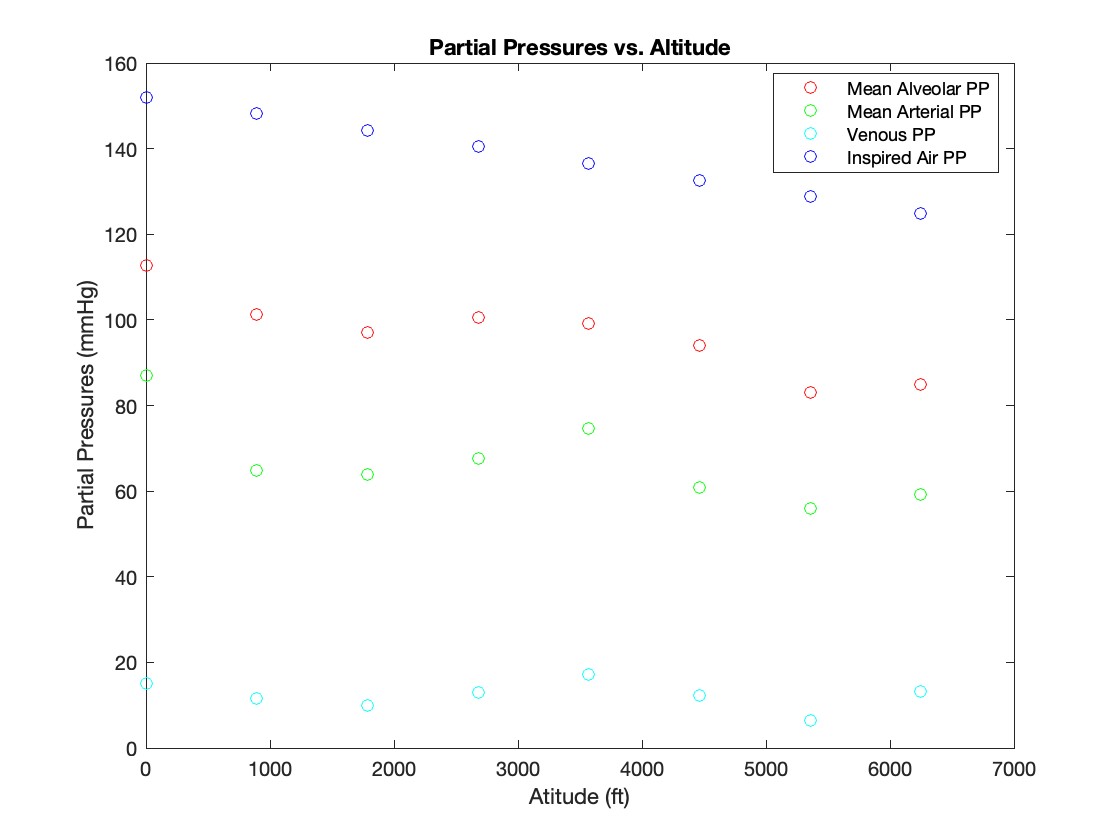 Partial Pressures vs. Altitude
160
140
120
100
80
60
40
20
0
Partial Pressures (mmHg)
Mean Alveolar PP
Mean Arterial PP
Venous PP
Inspired Air PP
0 1000 2000 3000 4000 5000 6000 7000
Atitude (ft)